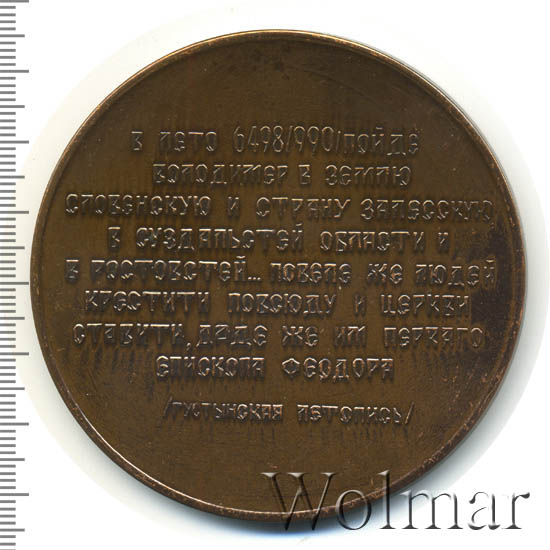 В ЛЕТО 6498/990/ПОЙДЕ
ВОЛОДИМЕР В ЗЕМЛЮ
СЛОВЕНСКУЮ И СТРАНУ ЗАЛЕССКУЮ
В СУЗДАЛЬСТЕЙ ОБЛАСТИ И
В РОСТОВСТЕЙ... ПОВЕЛЕ ЖЕ ЛЮДЕЙ
КРЕСТИТИ ПОВСЮДУ И ЦЕРКВИ
СТАВИТИ, ДАДЕ ЖЕ ИМ ПЕРВАГО
ЕПИСКОПА ФЕОДОРА
/ГУСТЫНСКАЯ ЛЕТОПИСЬ/
Wolmar